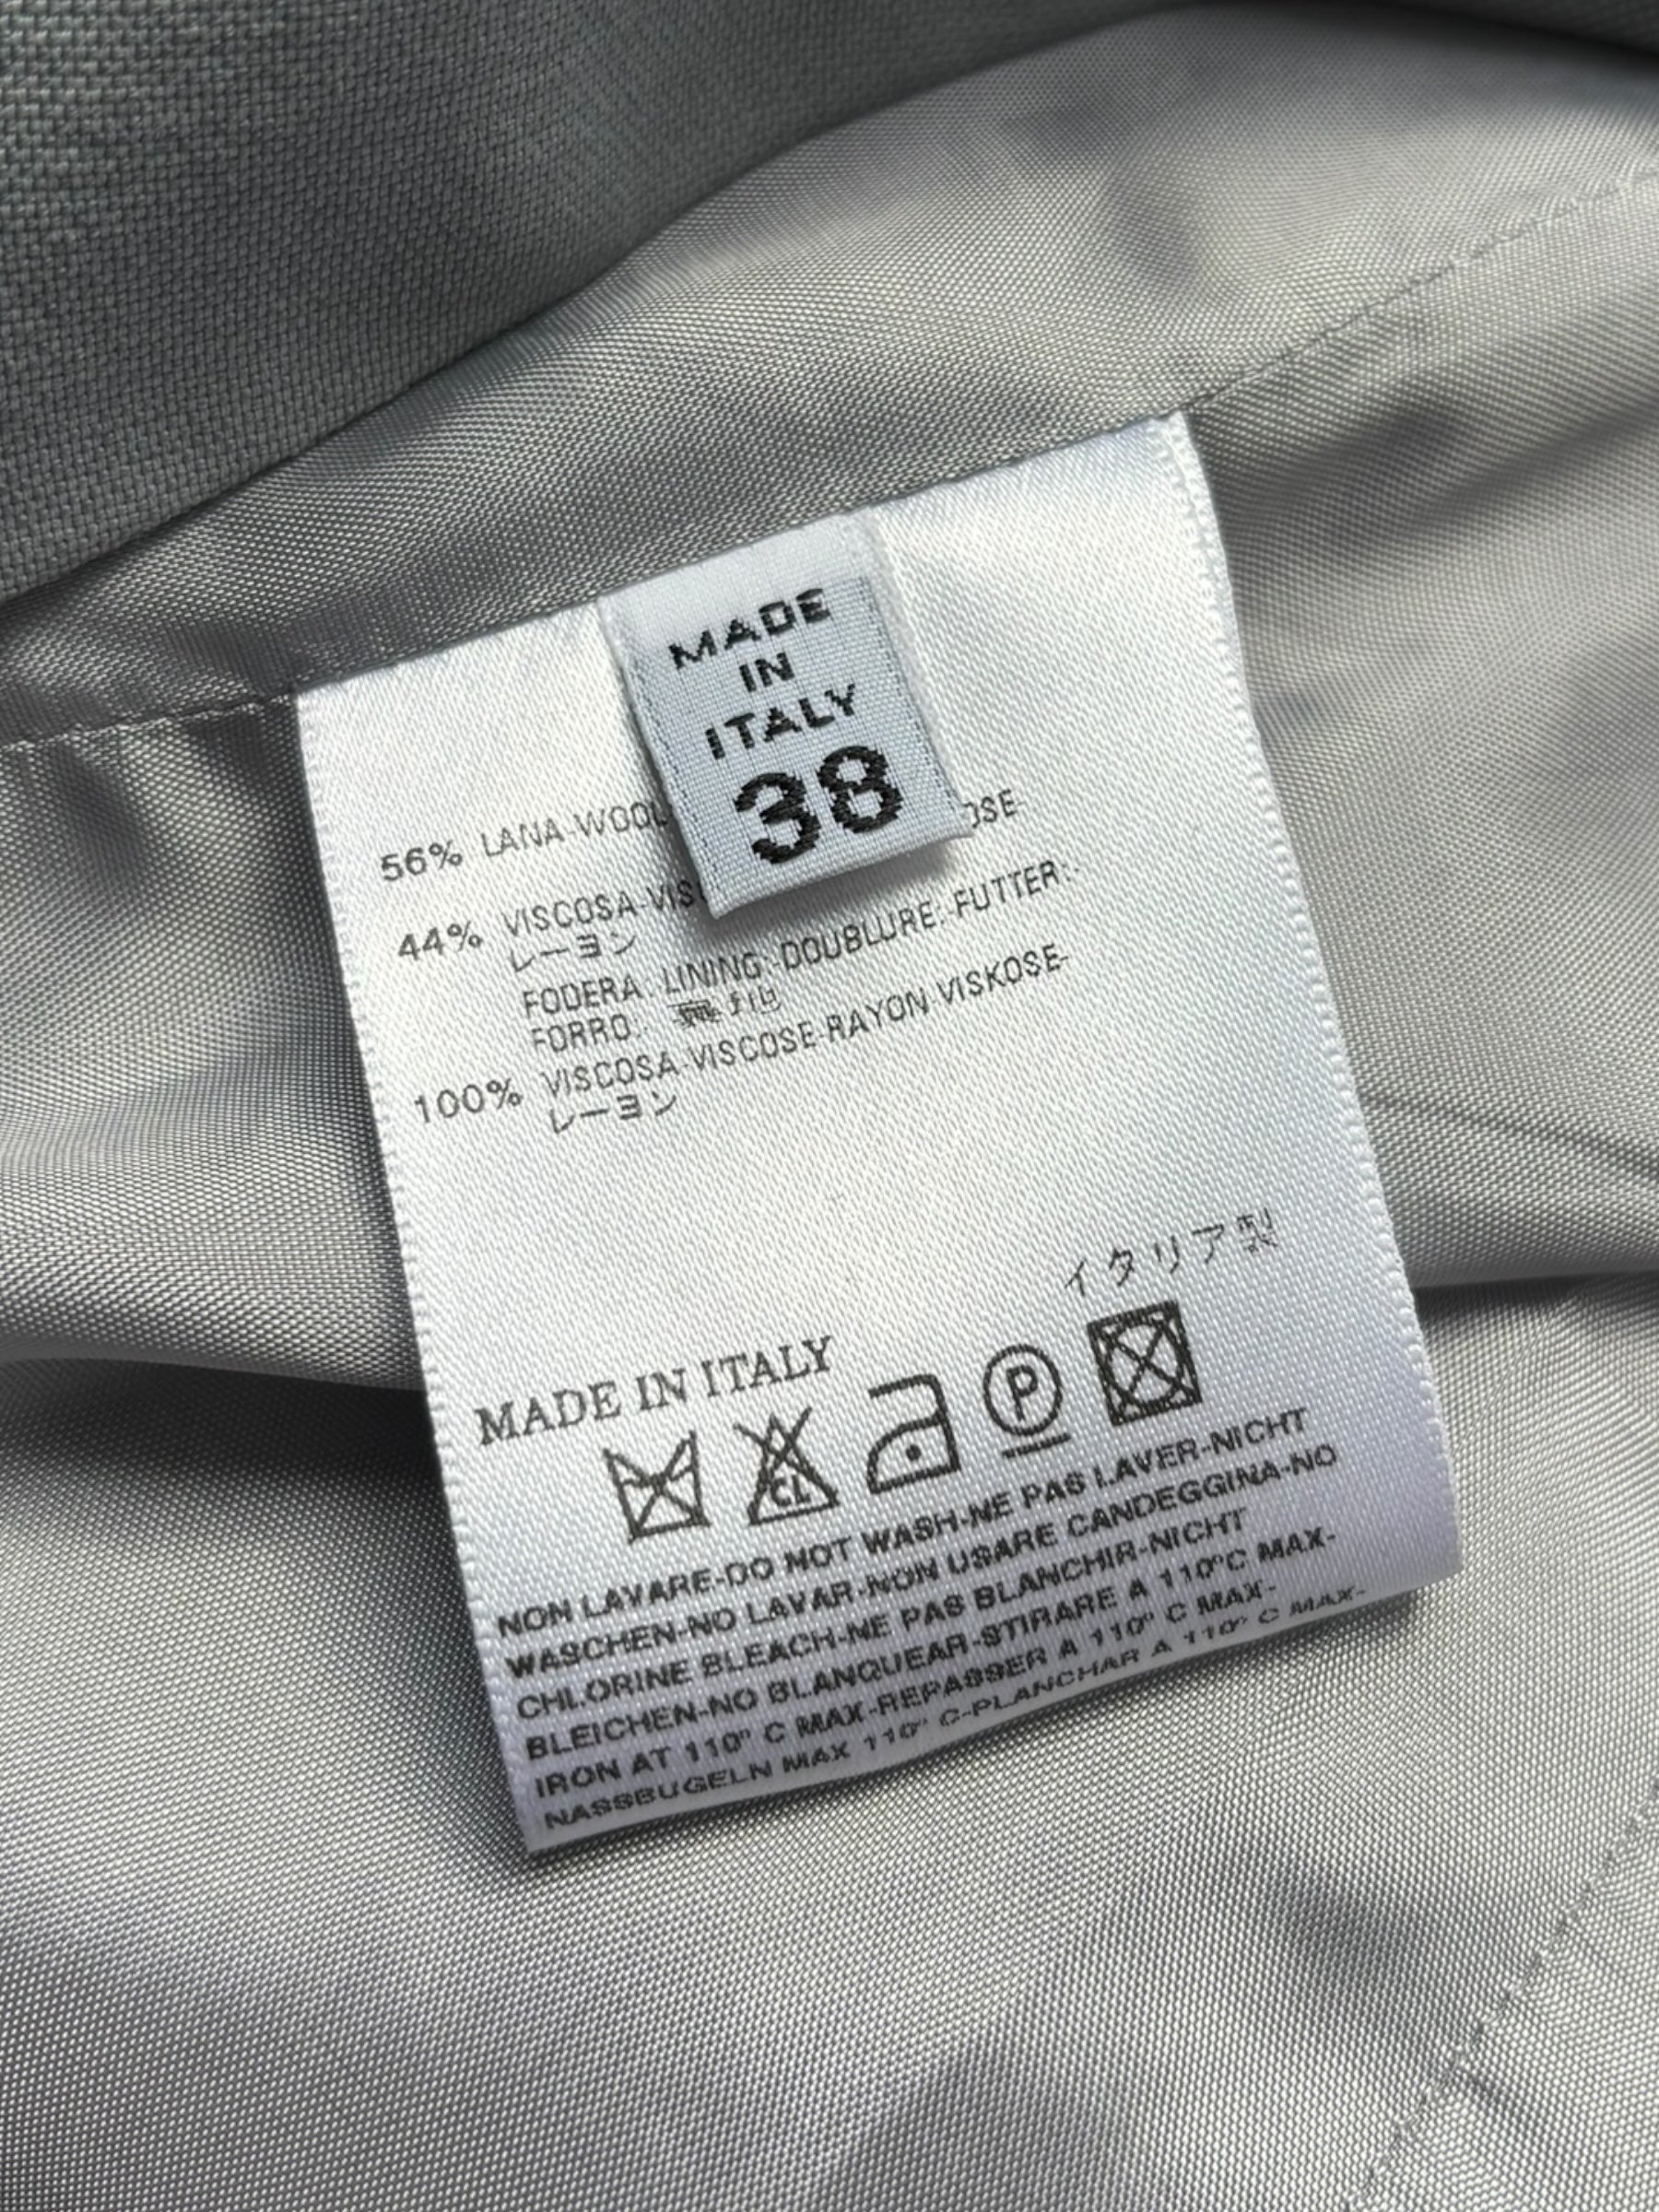 MADE
IN
ITALY
38
56% LANA-WOOL
44% VISCOSA-
レーヨン
FODERA: LINING:-DOUBLURE:-FUTTER:-
FORRO:
100% VISCOSA-VISCOSE-RAYON VISKOSE-
レーヨン
イタリア製
MADE IN ITALY
P
CL
NON LAVARE-DO NOT WASH-NE PAS LAVER-NICHT
WASCHEN-NO LAVAR-NON USARE CANDEGGINA-NO
CHLORINE BLEACH-NE PAS BLANCHIR-NICHT
BLEICHEN-NO BLANQUEAR-STIRARE A 110°C MAX-
IRON AT 110° C MAX-REPASSER A 110° C MAX-
NASSBUGELN MAX 110° C-PLANCHAR A 110° C MAX-